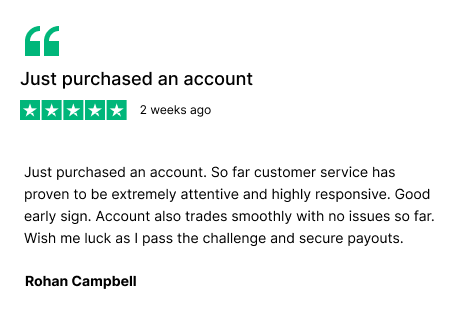 Just purchased an account
2 weeks ago
Just purchased an account. So far customer service has
proven to be extremely attentive and highly responsive. Good
early sign. Account also trades smoothly with no issues so far.
Wish me luck as I pass the challenge and secure payouts.
Rohan Campbell